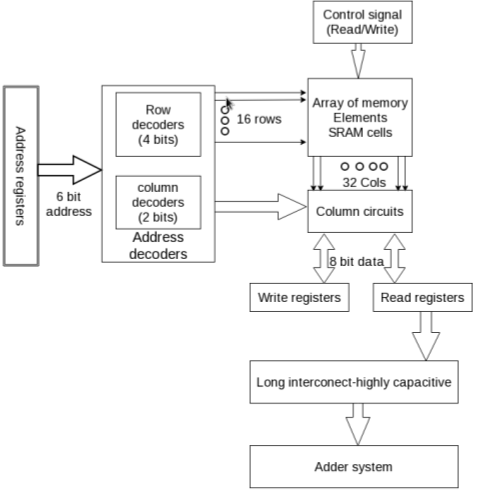 Control signal
(Read/Write)
Address registers
6 bit
address
Row
decoders
(4 bits)
column
decoders
(2 bits)
Address
decoders
16 rows
Array of memory
Elements
SRAM cells
32 Cols
Column circuits
8 bit data
Write registers
Read registers
Long interconect-highly capacitive
Adder system